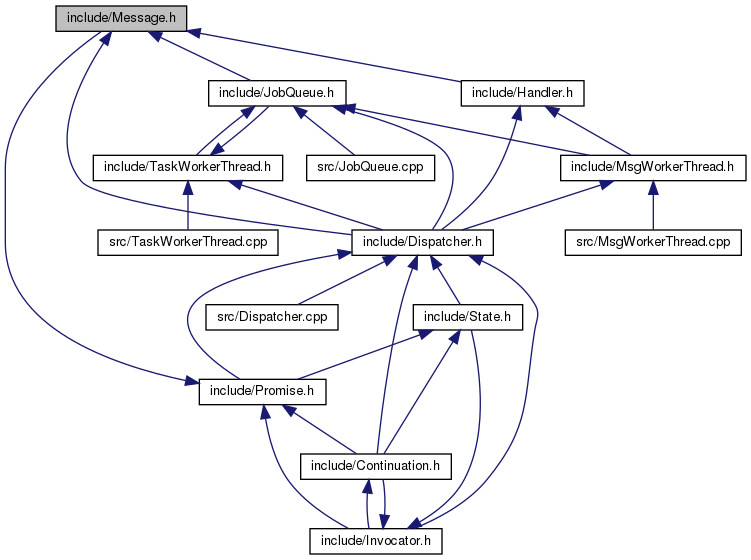 include/Message.h
include/JobQueue.h
include/Handler.h
include/TaskWorkerThread.h
src/JobQueue.cpp
include/MsgWorkerThread.h
src/TaskWorkerThread.cpp
include/Dispatcher.h
src/MsgWorkerThread.cpp
src/Dispatcher.cpp
include/State.h
include/Promise.h
include/Continuation.h
include/Invocator.h